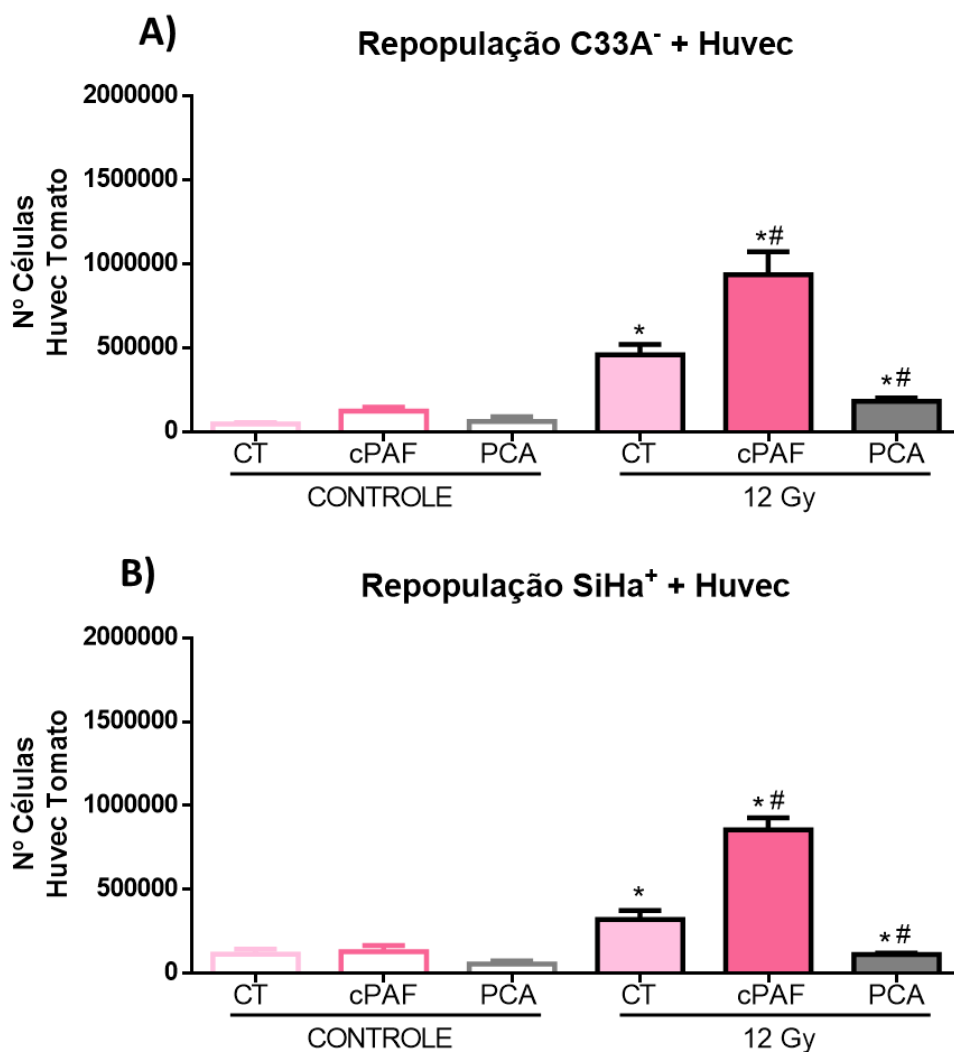 A)
Repopulação C33A⁻ + Huvec
Nº Células
Huvec Tomato
2000000
1500000
1000000
500000
0
*
*#
*#
CT cPAF PCA CT cPAF PCA
CONTROLE 12 Gy
B)
Repopulação SiHa⁺ + Huvec
Nº Células
Huvec Tomato
2000000
1500000
1000000
500000
0
*
*#
*#
CT cPAF PCA CT cPAF PCA
CONTROLE 12 Gy